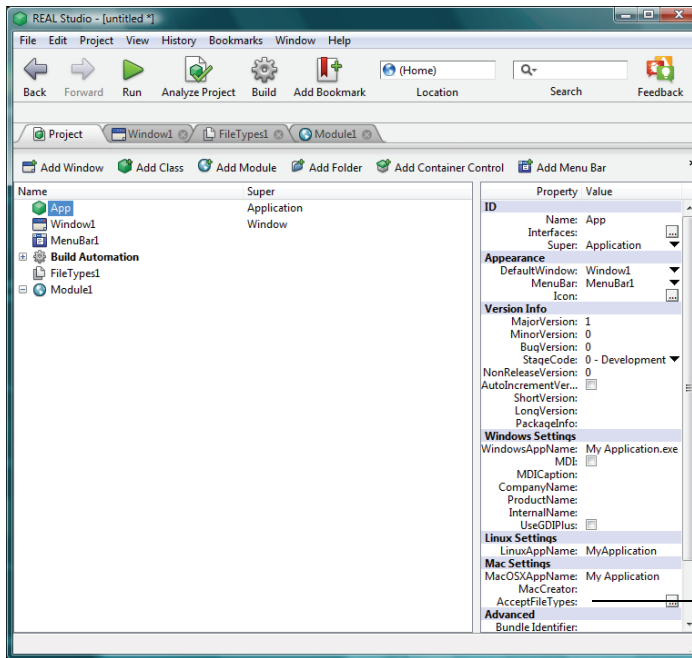 REAL Studio - [untitled *]
File Edit Project View History Bookmarks Window Help
(Home)
Back Forward Run Analyze Project Build Add Bookmark Location Search Feedback
Project Window1 FileTypes1 Module1
Add Window Add Class Add Module Add Folder Add Container Control Add Menu Bar
Name Super
App Application
Window1 Window
MenuBar1
Build Automation
FileTypes1
Module1
Property Value
ID
Name: App
Interfaces: ...
Super: Application
Appearance
DefaultWindow: Window1
MenuBar: MenuBar1
Icon: ...
Version Info
MajorVersion: 1
MinorVersion: 0
BugVersion: 0
StageCode: 0 - Development
NonReleaseVersion: 0
AutoIncrementVer...
ShortVersion:
LongVersion:
PackageInfo:
Windows Settings
WindowsAppName: My Application.exe
MDI:
MDICaption:
CompanyName:
ProductName:
InternalName:
UseGDIPlus:
Linux Settings
LinuxAppName: MyApplication
Mac Settings
MacOSXAppName: My Application
MacCreator:
AcceptFileTypes: ...
Advanced
Bundle Identifier: